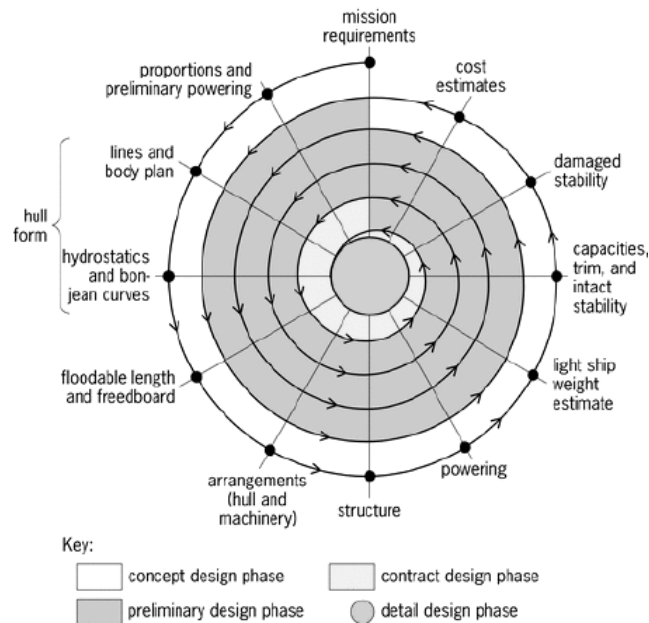 mission
requirements
cost
estimates
damaged
stability
capacities,
trim, and
intact
stability
light ship
weight
estimate
powering
structure
arrangements
(hull and
machinery)
floodable length
and freedboard
hydrostatics
and bon-
jean curves
lines and
body plan
hull
form
proportions and
preliminary powering
Key:
concept design phase
contract design phase
preliminary design phase
detail design phase